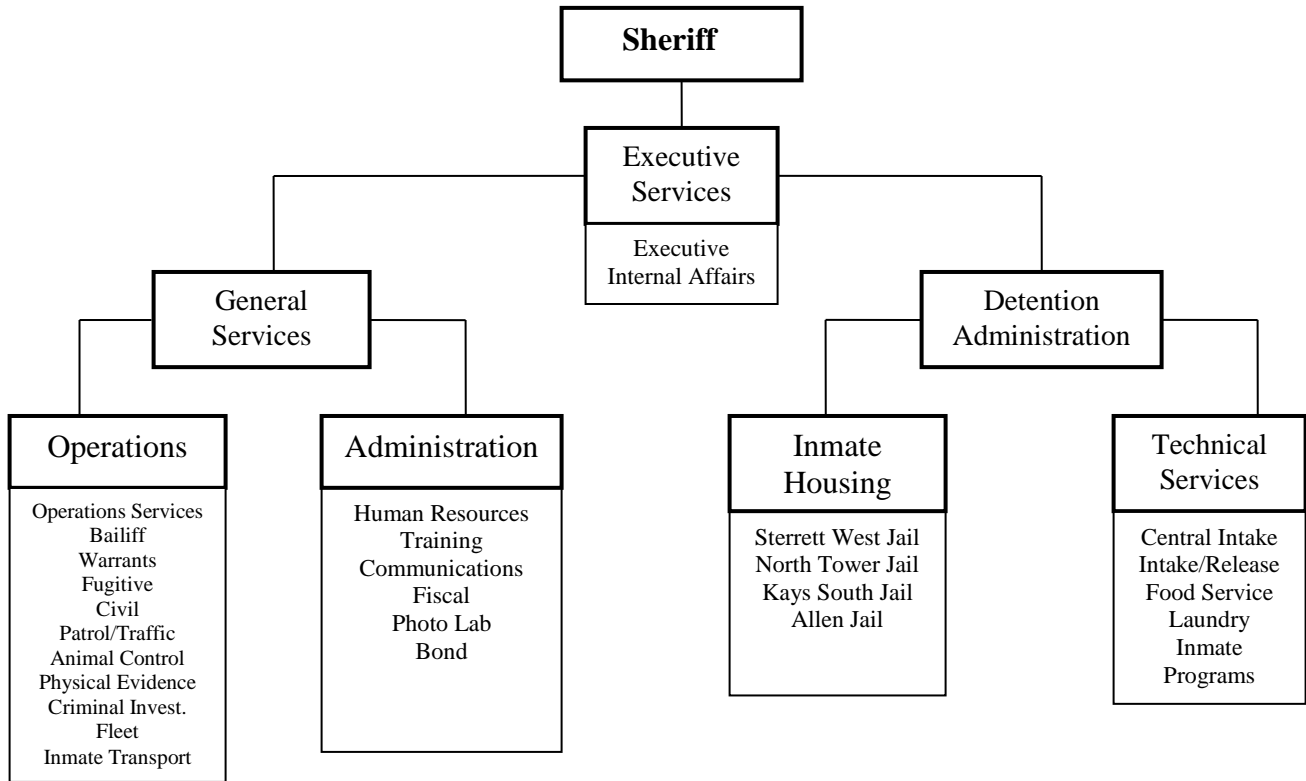 Sheriff
Executive
Services
Executive
Internal Affairs
General
Services
Detention
Administration
Operations
Operations Services
Bailiff
Warrants
Fugitive
Civil
Patrol/Traffic
Animal Control
Physical Evidence
Criminal Invest.
Fleet
Inmate Transport
Administration
Human Resources
Training
Communications
Fiscal
Photo Lab
Bond
Inmate
Housing
Sterrett West Jail
North Tower Jail
Kays South Jail
Allen Jail
Technical
Services
Central Intake
Intake/Release
Food Service
Laundry
Inmate
Programs